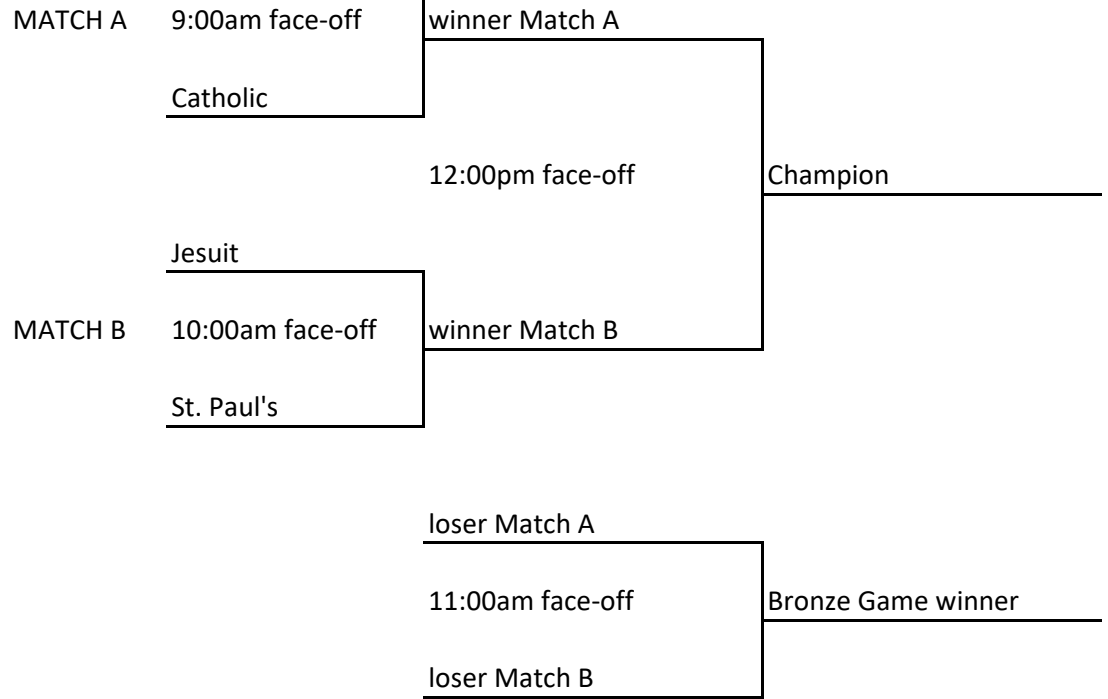 MATCH A 9:00am face-off winner Match A
Catholic
12:00pm face-off Champion
Jesuit
MATCH B 10:00am face-off winner Match B
St. Paul's
loser Match A
11:00am face-off Bronze Game winner
loser Match B